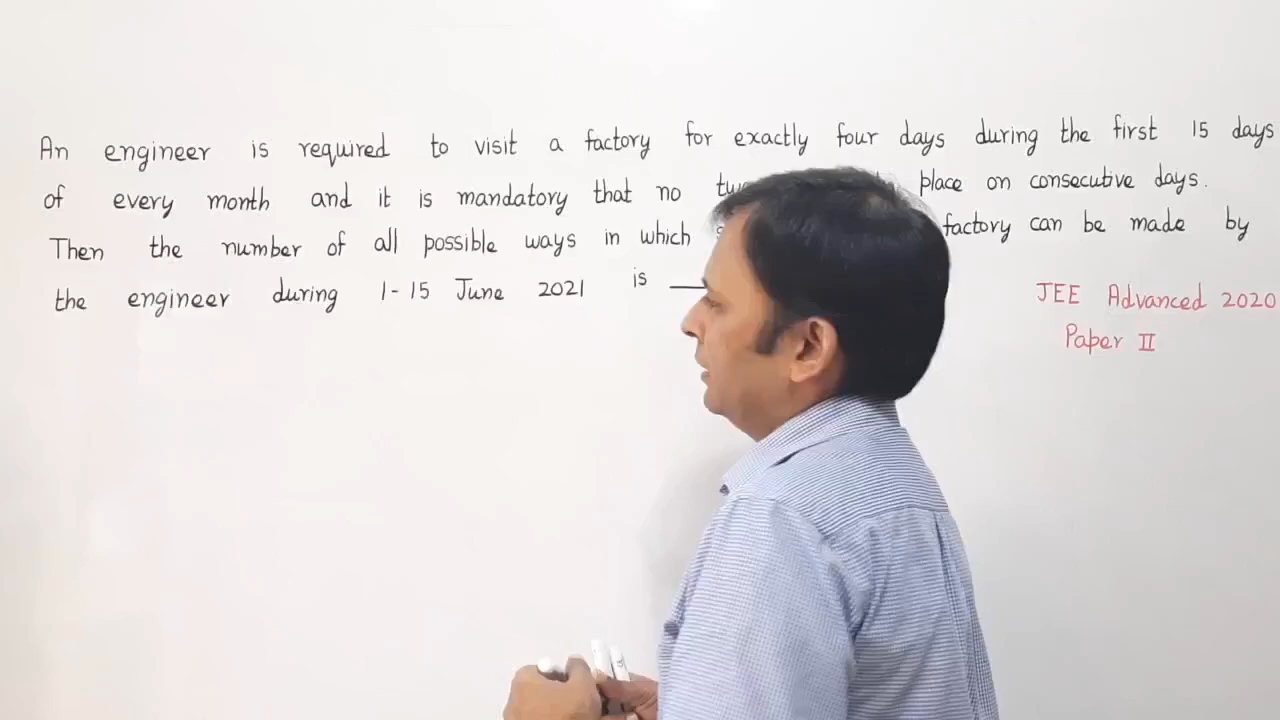 An engineer is required to visit a factory for exactly four days during the first 15 days
of every month and it is mandatory that no place on consecutive days.
Then the number of all possible ways in which factory can be made by
the engineer during 1-15 June 2021 is ___
JEE Advanced 2020
Paper II